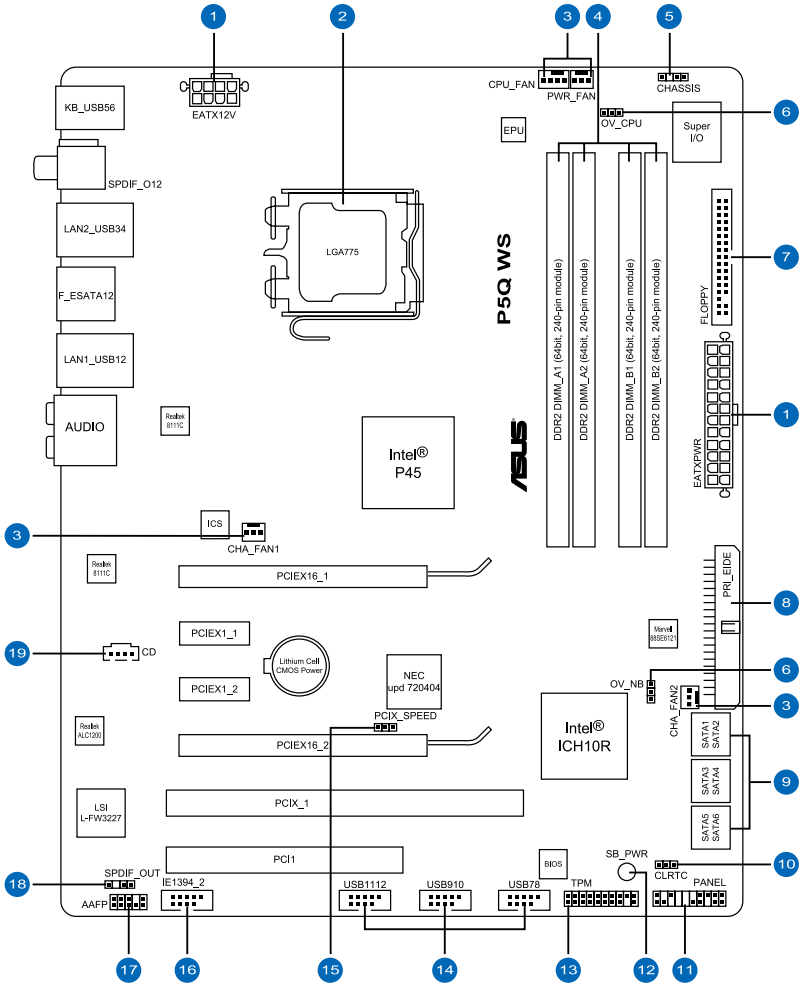 1
2
3
4
5
CPU_FAN
PWR_FAN
CHASSIS
KB_USB56
EATX12V
OV_CPU
6
EPU
Super
I/O
SPDIF_O12
LAN2_USB34
LGA775
P5Q WS
DDR2 DIMM_A1 (64bit, 240-pin module)
DDR2 DIMM_A2 (64bit, 240-pin module)
DDR2 DIMM_B1 (64bit, 240-pin module)
DDR2 DIMM_B2 (64bit, 240-pin module)
FLOPPY
7
F_ESATA12
LAN1_USB12
AUDIO
Realtek
8111C
Intel®
P45
ASUS
EATXPWR
1
3
ICS
CHA_FAN1
Realtek
8111C
PCIEX16_1
PRI_EIDE
8
PCIEX1_1
Marvell
88SE6121
19
CD
Lithium Cell
CMOS Power
NEC
upd 720404
OV_NB
6
PCIEX1_2
CHA_FAN2
3
PCIX_SPEED
Realtek
ALC1200
PCIEX16_2
Intel®
ICH10R
SATA1
SATA2
SATA3
SATA4
9
SATA5
SATA6
LSI
L-FW3227
PCIX_1
PCI1
BIOS
SB_PWR
CLRTC
10
18
SPDIF_OUT
AAFP
IE1394_2
USB1112
USB910
USB78
TPM
PANEL
17
16
15
14
13
12
11